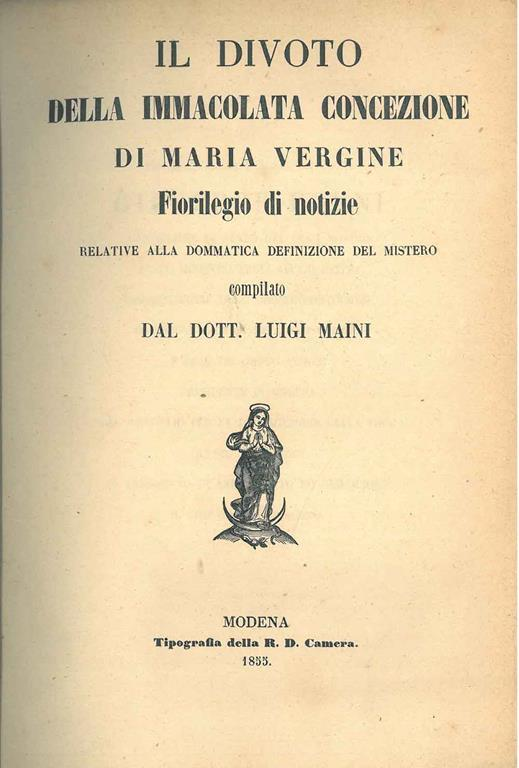 IL DIVOTO
DELLA IMMACOLATA CONCEZIONE
DI MARIA VERGINE
Fiorilegio di notizie
RELATIVE ALLA DOMMATICA DEFINIZIONE DEL MISTERO
compilato
DAL DOTT. LUIGI MAINI
MODENA
Tipografia della R. D. Camera.
1855.